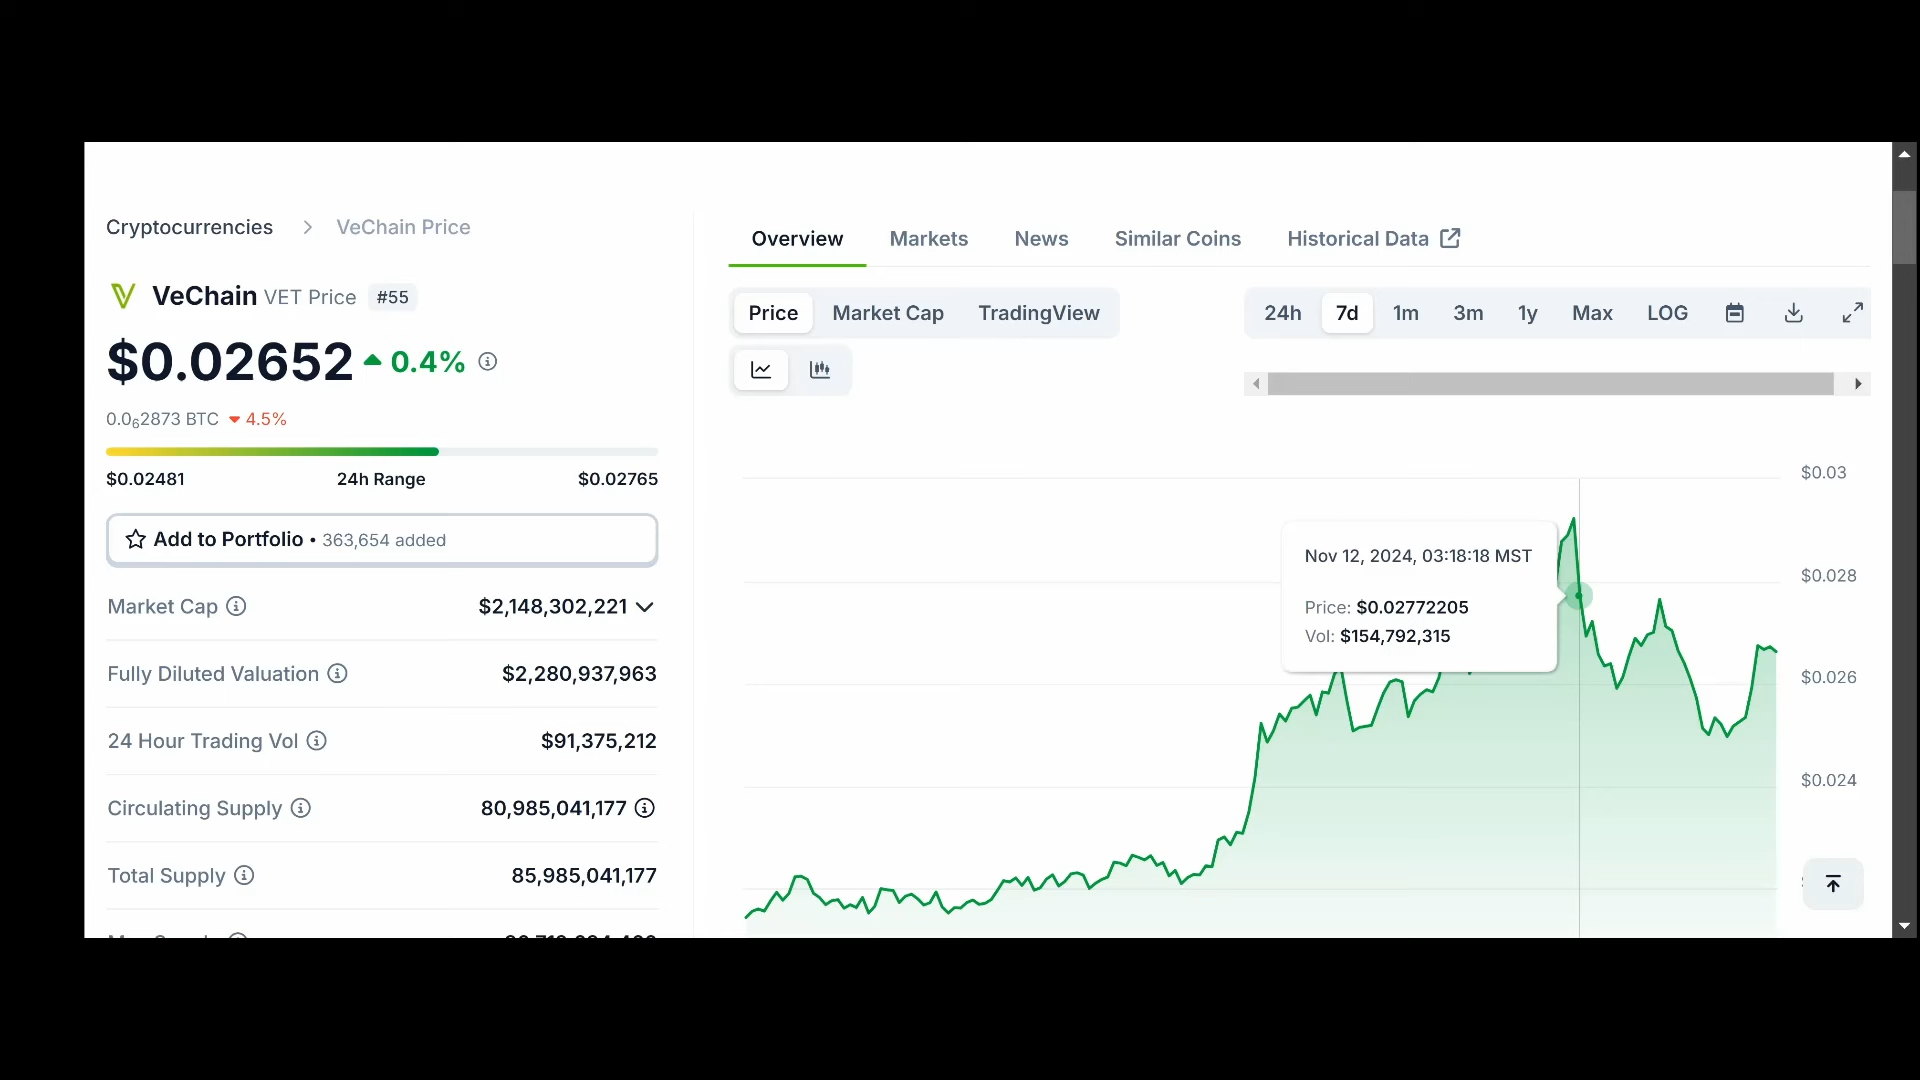 Cryptocurrencies > VeChain Price
VeChain VET Price #55
$0.02652 0.4%
0.0₆2873 BTC 4.5%
$0.02481 24h Range $0.02765
Add to Portfolio • 363,654 added
Market Cap $2,148,302,221
Fully Diluted Valuation $2,280,937,963
24 Hour Trading Vol $91,375,212
Circulating Supply 80,985,041,177
Total Supply 85,985,041,177
Overview Markets News Similar Coins Historical Data
Price Market Cap TradingView
24h 7d 1m 3m 1y Max LOG
$0.03
Nov 12, 2024, 03:18:18 MST
Price: $0.02772205
Vol: $154,792,315
$0.028
$0.026
$0.024